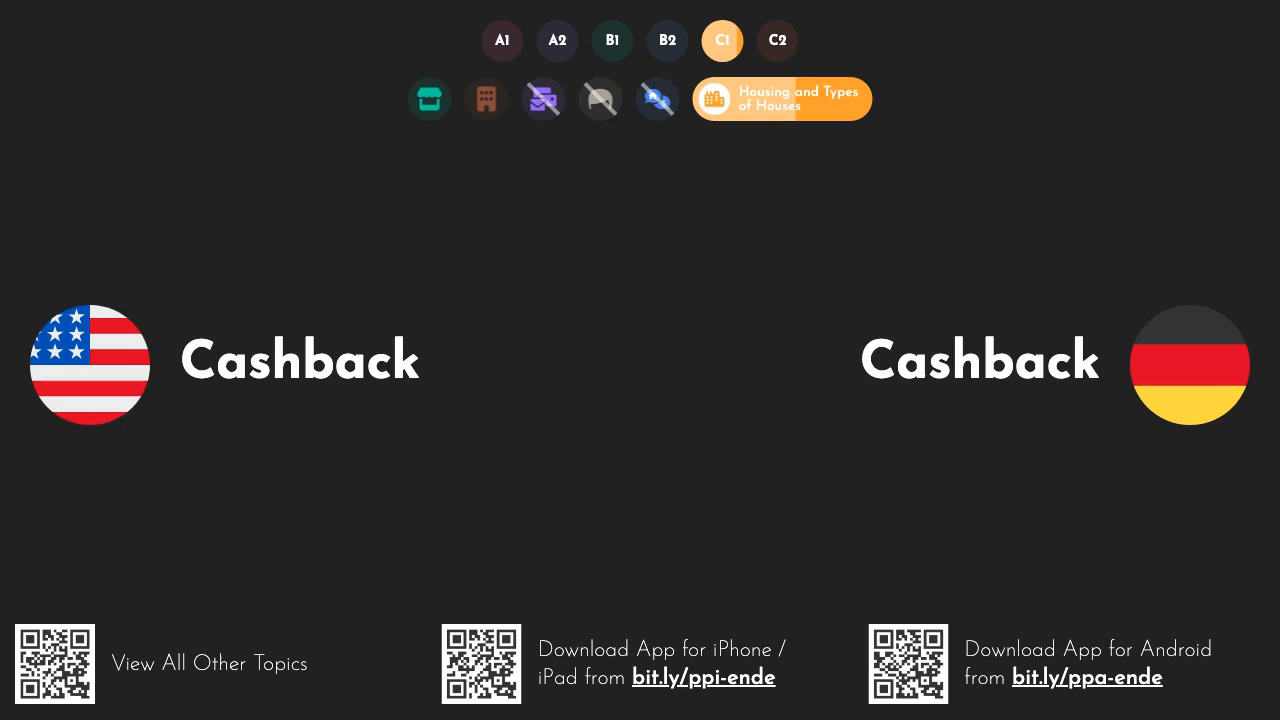 A1 A2 B1 B2 C1 C2
Housing and Types
of Houses
Cashback
Cashback
View All Other Topics
Download App for iPhone /
iPad from bit.ly/ppi-ende
Download App for Android
from bit.ly/ppa-ende